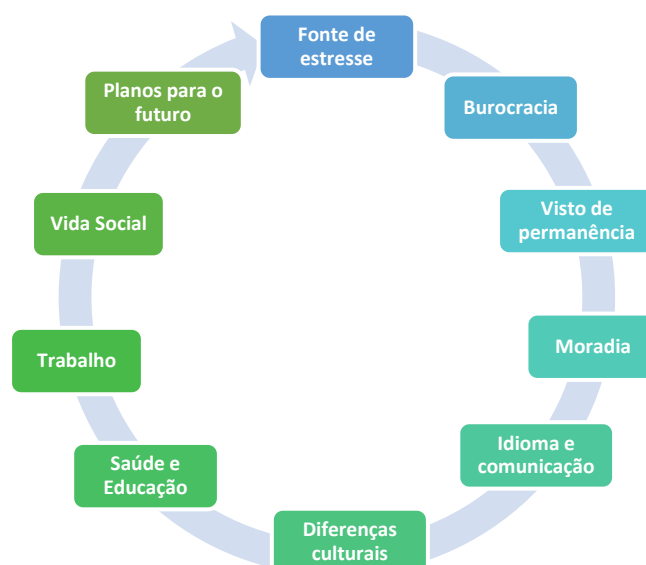 Fonte de
estresse
Burocracia
Visto de
permanência
Moradia
Idioma e
comunicação
Diferenças
culturais
Saúde e
Educação
Trabalho
Vida Social
Planos para o
futuro